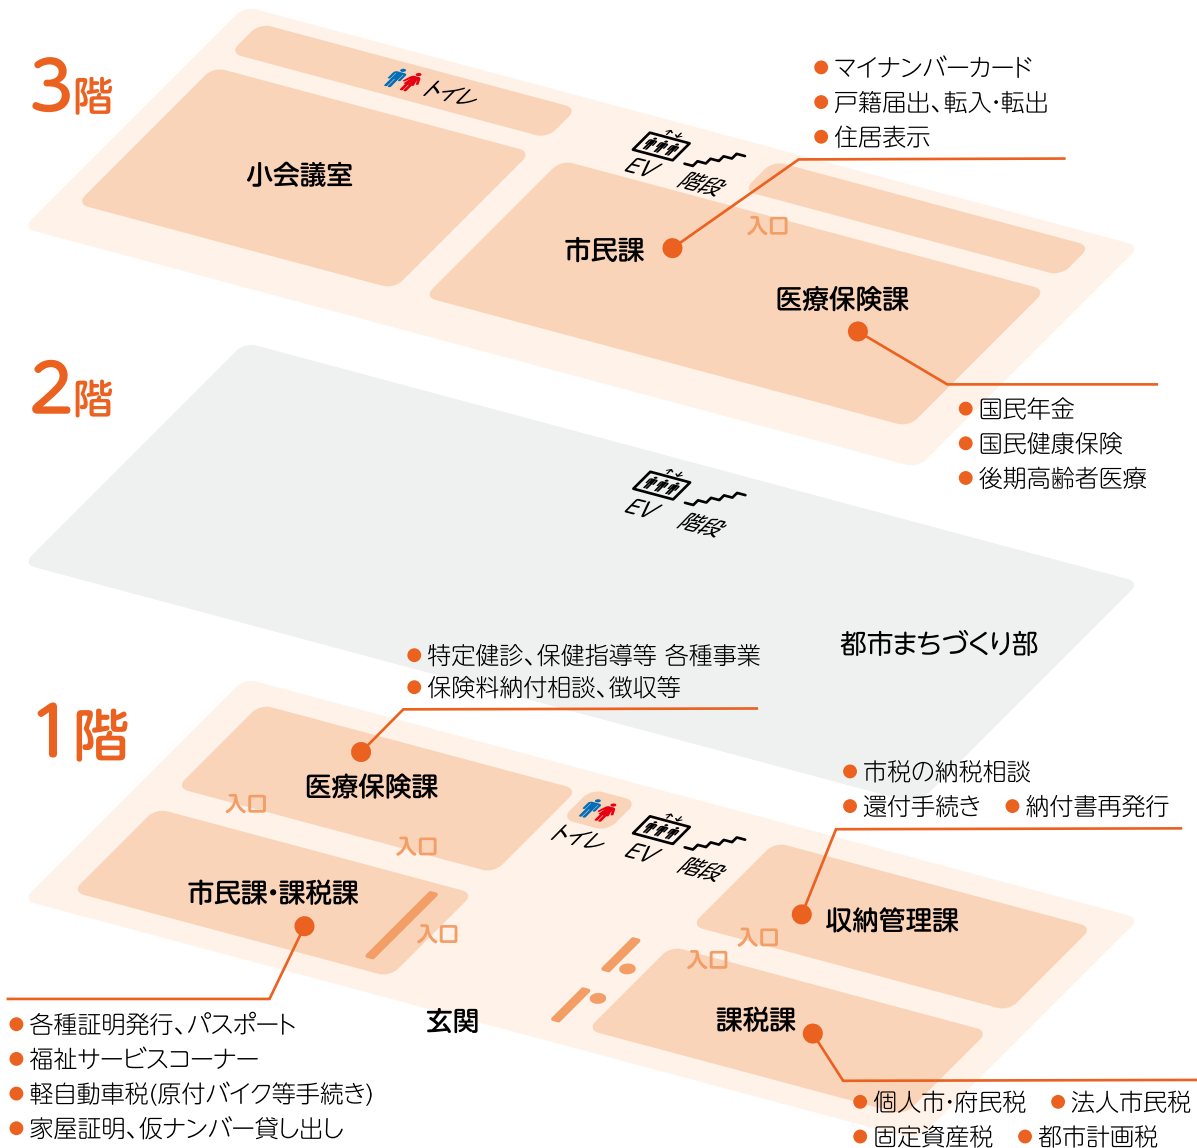 3階
マイナンバーカード
戸籍届出、転入・転出
住居表示
トイレ
EV
階段
小会議室
入口
市民課
医療保険課
国民年金
国民健康保険
後期高齢者医療
2階
EV
階段
都市まちづくり部
1階
特定健診、保健指導等 各種事業
保険料納付相談、徴収等
医療保険課
入口
入口
トイレ
EV
階段
市税の納税相談
還付手続き 納付書再発行
市民課・課税課
入口
収納管理課
入口
入口
玄関
課税課
各種証明発行、パスポート
福祉サービスコーナー
軽自動車税(原付バイク等手続き)
家屋証明、仮ナンバー貸し出し
個人市・府民税 法人市民税
固定資産税 都市計画税